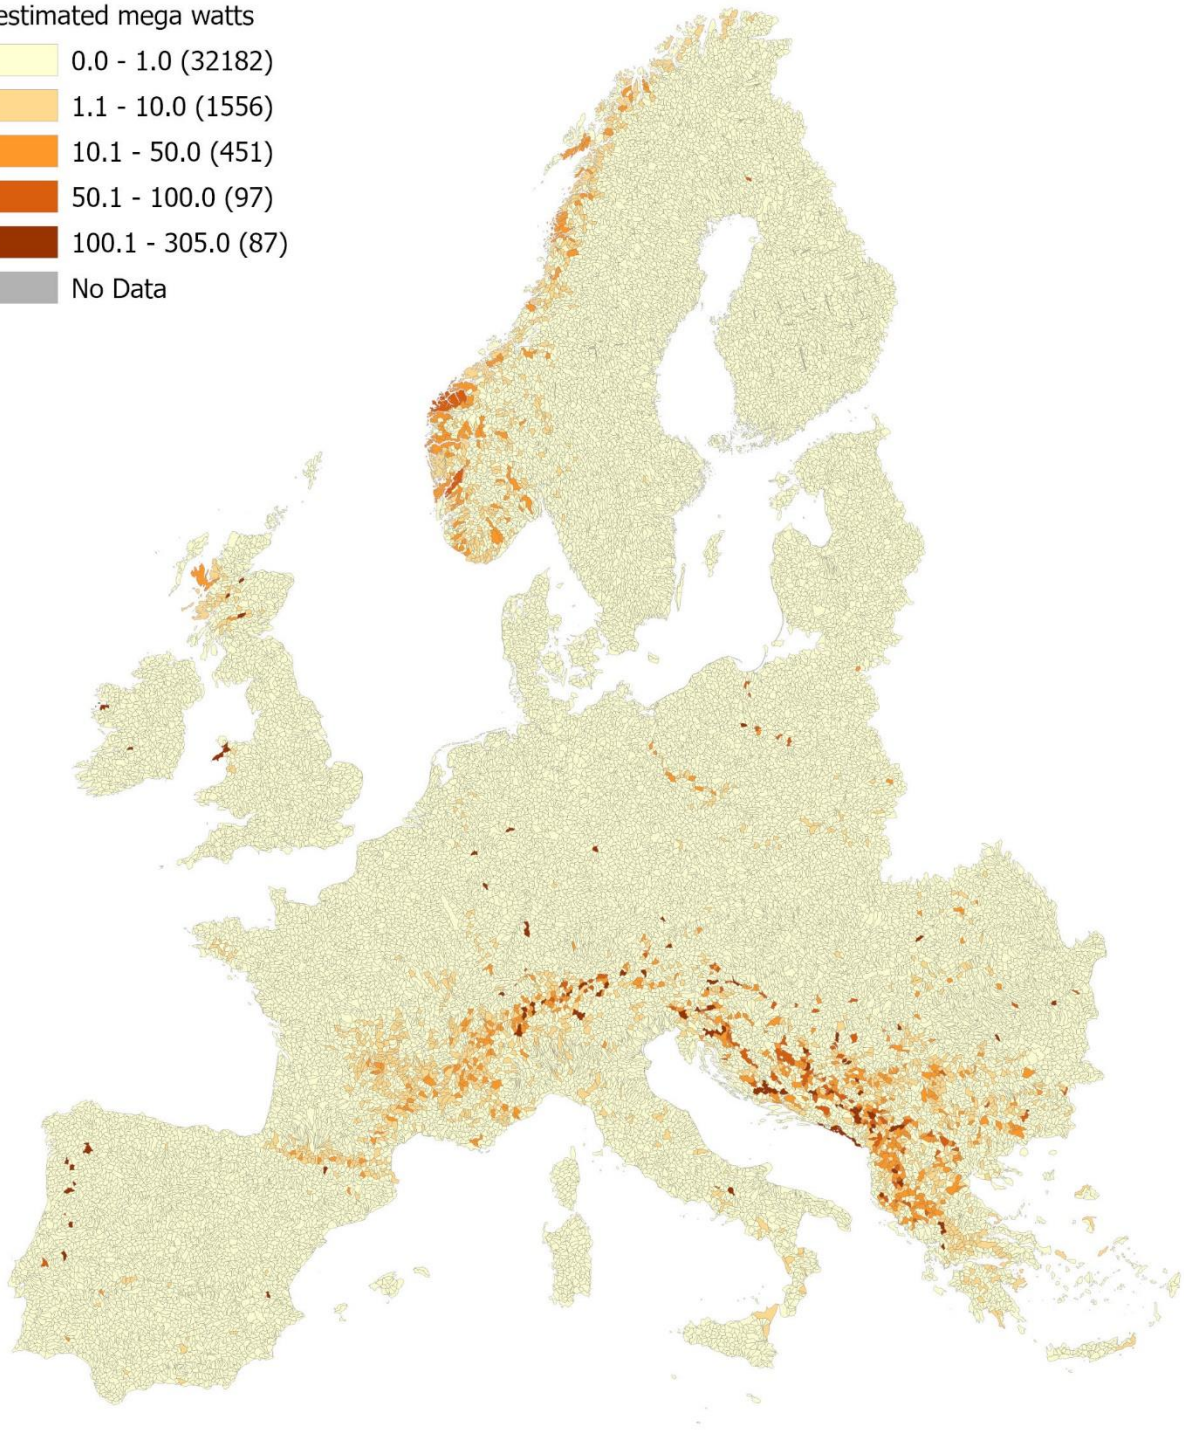 estimated mega watts
0.0 - 1.0 (32182)
1.1 - 10.0 (1556)
10.1 - 50.0 (451)
50.1 - 100.0 (97)
100.1 - 305.0 (87)
No Data